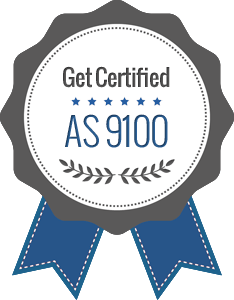 Get Certified
AS 9100